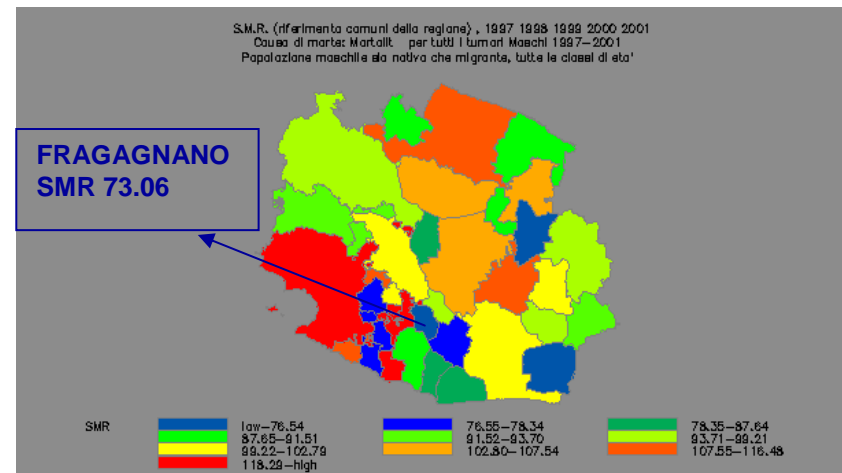 S.M.R. (riferimento comuni della regione) , 1997 1998 1999 2000 2001
Causa di morte: Mortalit per tutti i tumori Maschi 1997–2001
Popolazione maschile sia nativa che migrante, tutte le classi di eta'
FRAGAGNANO
SMR 73.06
SMR
low–76.54 76.55–78.34 78.35–87.64
87.65–91.51 91.52–93.70 93.71–99.21
99.22–102.79 102.80–107.54 107.55–116.48
118.29–high